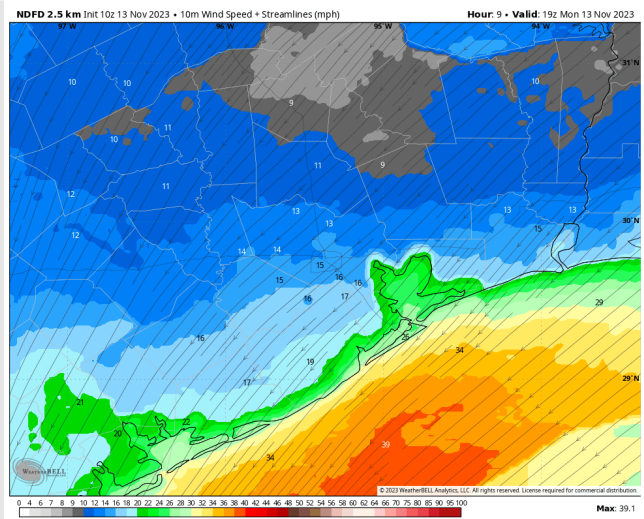 NDFD 2.5 km Init 10z 13 Nov 2023 • 10m Wind Speed + Streamlines (mph) Hour: 9 • Valid: 19z Mon 13 Nov 2023
97°W 96°W 95°W 94°W
31°N
10 10 10
9
10 11
11 9
11
12
13 13 13
12 13 15
30°N
14 14
15 15 16 16
16 17
29
16 26
34
19
29°N
17
21
22
20
39
34
WeatherBELL
© 2023 WeatherBELL Analytics, LLC. All rights reserved. License required for commercial distribution.
0 4 6 7 8 9 10 12 14 16 18 20 22 24 26 28 30 32 34 36 38 40 42 44 46 48 50 52 54 56 58 60 65 70 75 80 85 90 95 100
Max: 39.1